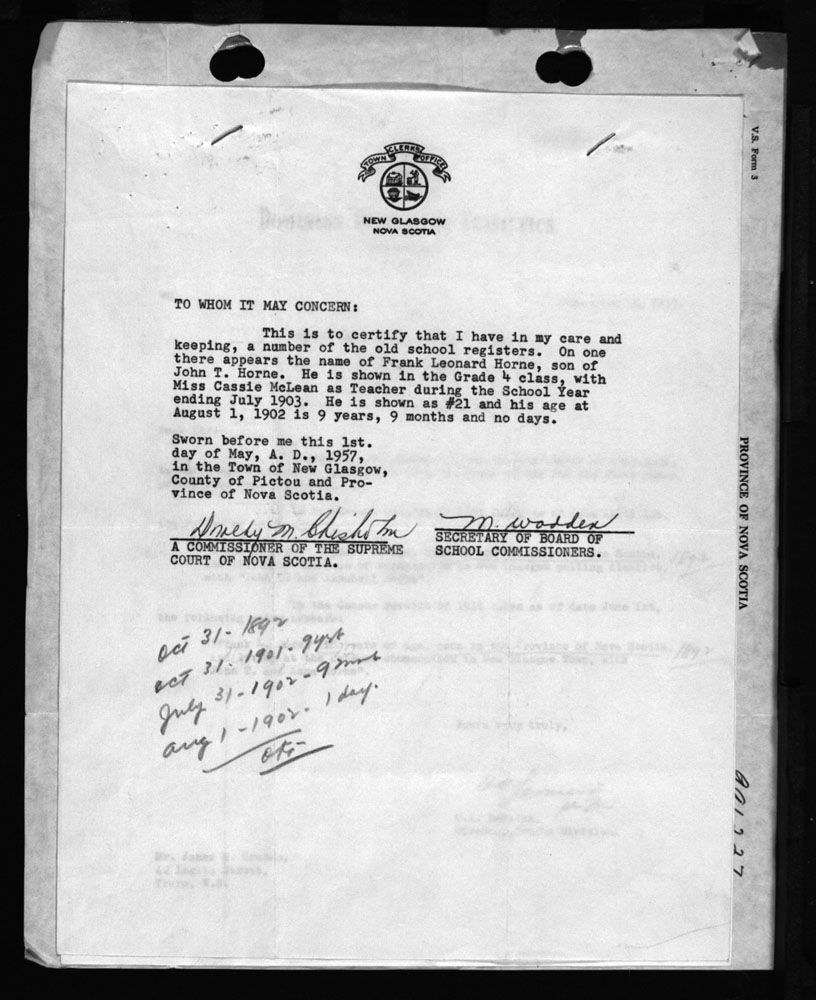 TOWN CLERKS OFFICE
NEW GLASGOW
NOVA SCOTIA
V.S. Form 3
TO WHOM IT MAY CONCERN:
This is to certify that I have in my care and
keeping, a number of the old school registers. On one
there appears the name of Frank Leonard Horne, son of
John T. Horne. He is shown in the Grade 4 class, with
Miss Cassie McLean as Teacher during the School Year
ending July 1903. He is shown as #21 and his age at
August 1, 1902 is 9 years, 9 months and no days.
Sworn before me this 1st.
day of May, A. D., 1957,
in the Town of New Glasgow,
County of Pictou and Pro-
vince of Nova Scotia.
M. Chisholm
M. Wadden
A COMMISSIONER OF THE SUPREME
COURT OF NOVA SCOTIA.
SECRETARY OF BOARD OF
SCHOOL COMMISSIONERS.
PROVINCE OF NOVA SCOTIA
Oct 31 - 1892
Oct 31 - 1901 - 9 yrs
July 31 - 1902 - 9 mos
Aug 1 - 1902 - 1 day.
Yours very truly,